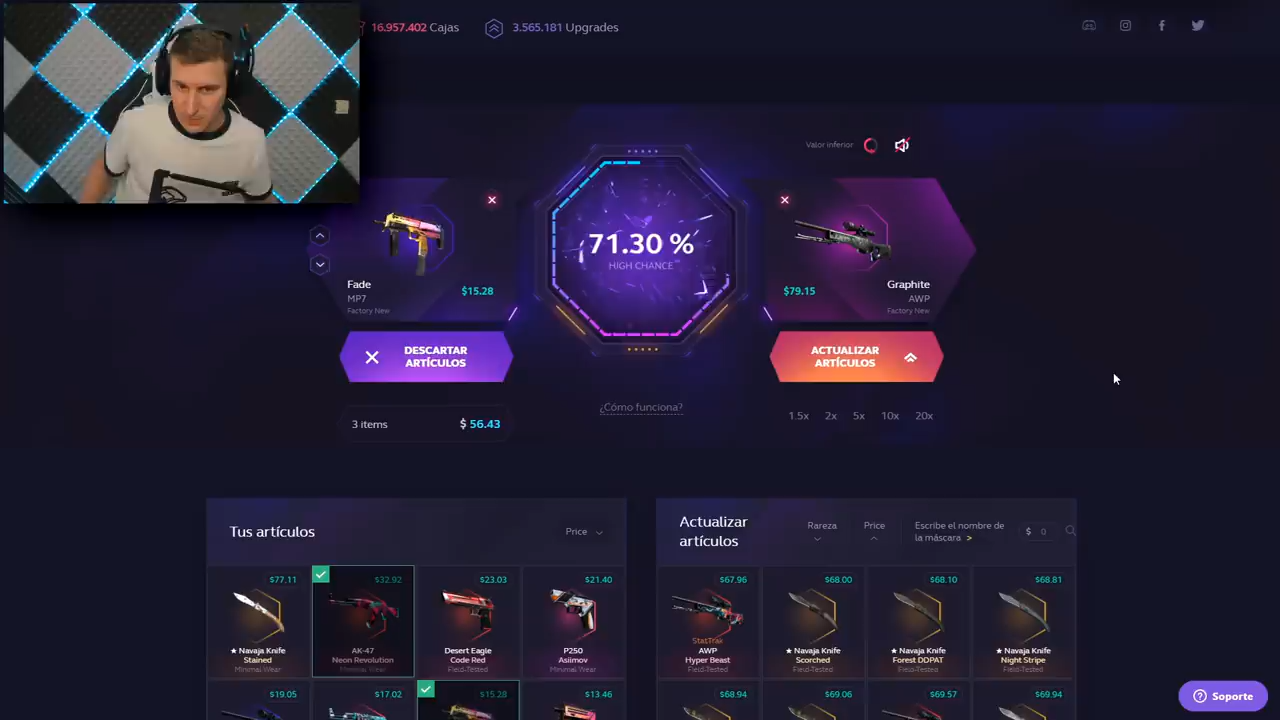 16.957.402 Cajas
3.565.181 Upgrades
Valor inferior
71.30 %
HIGH CHANCE
Fade
MP7
Factory New
$15.28
$79.15
Graphite
AWP
Factory New
DESCARTAR
ARTÍCULOS
ACTUALIZAR
ARTÍCULOS
¿Cómo funciona?
1.5x 2x 5x 10x 20x
3 items
$ 56.43
Tus artículos
Price
Actualizar
artículos
Rareza
Price
Escribe el nombre de
la máscara >
$ 0
$77.11
★ Navaja Knife
Stained
Minimal Wear
$32.92
AK-47
Neon Revolution
Minimal Wear
$23.03
Desert Eagle
Code Red
Field-Tested
$21.40
P250
Asiimov
Minimal Wear
$67.96
StatTrak
AWP
Hyper Beast
Field-Tested
$68.00
★ Navaja Knife
Scorched
Field-Tested
$68.10
★ Navaja Knife
Forest DDPAT
Field-Tested
$68.81
★ Navaja Knife
Night Stripe
Field-Tested
$19.05
$17.02
$15.28
$13.46
$68.94
$69.06
$69.57
$69.94
Soporte